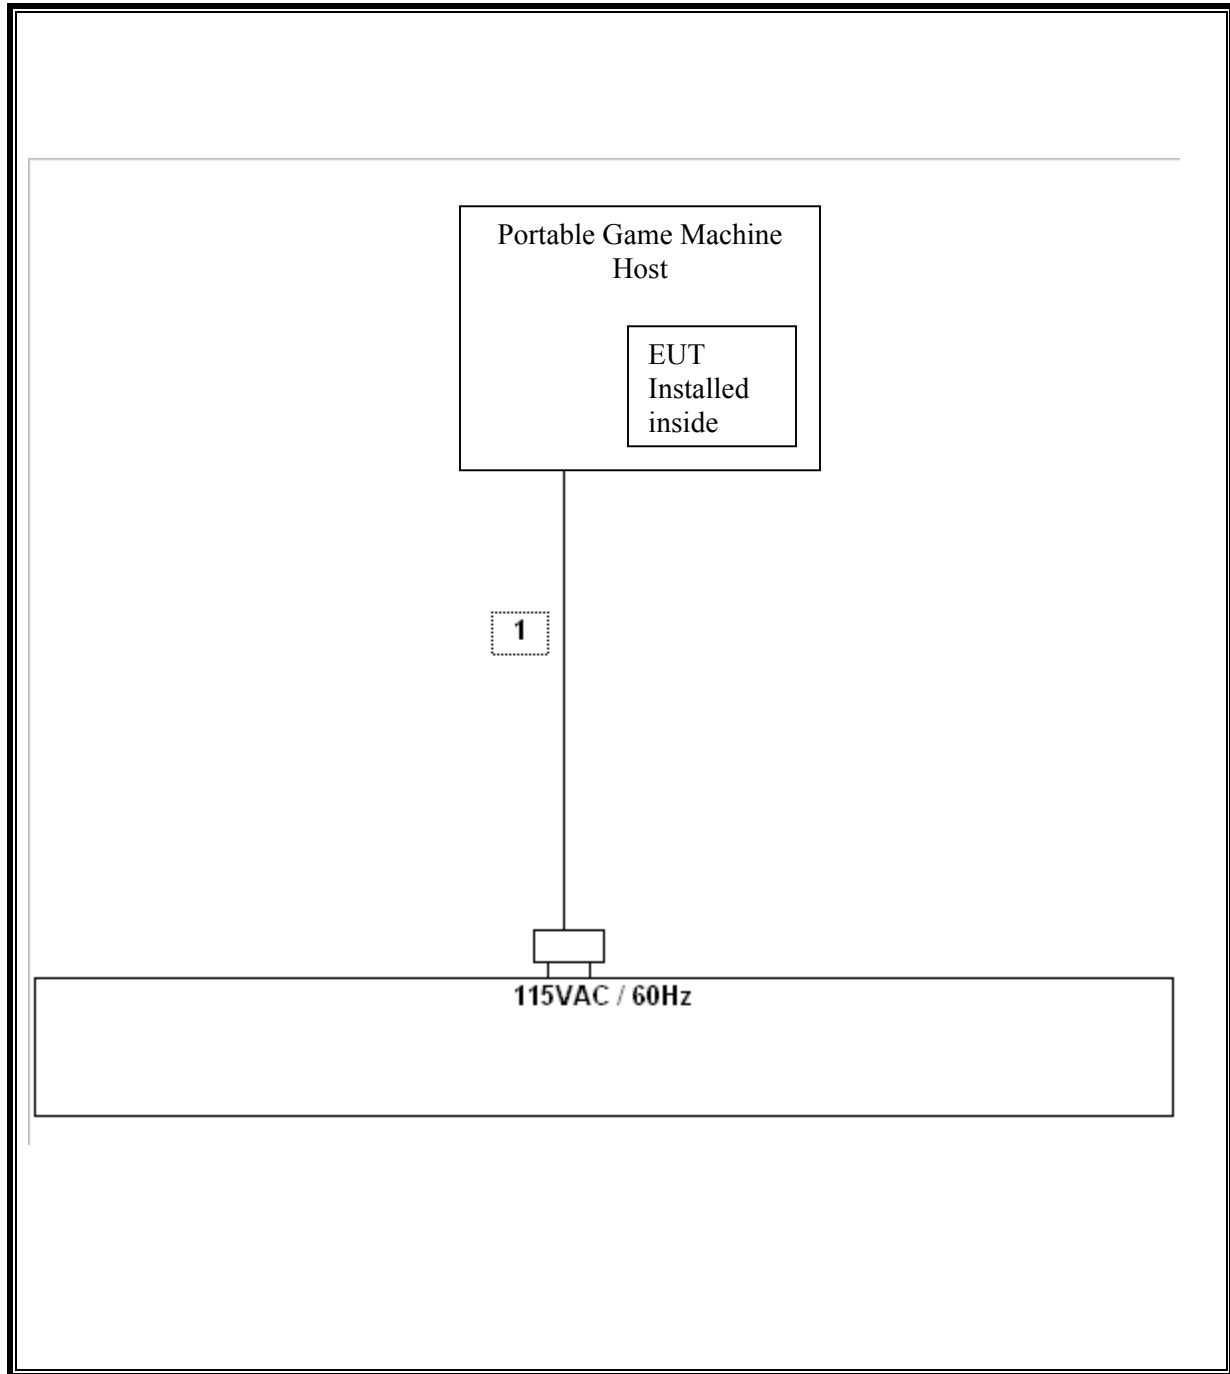 Portable Game Machine
Host
EUT
Installed
inside
1
115VAC / 60Hz